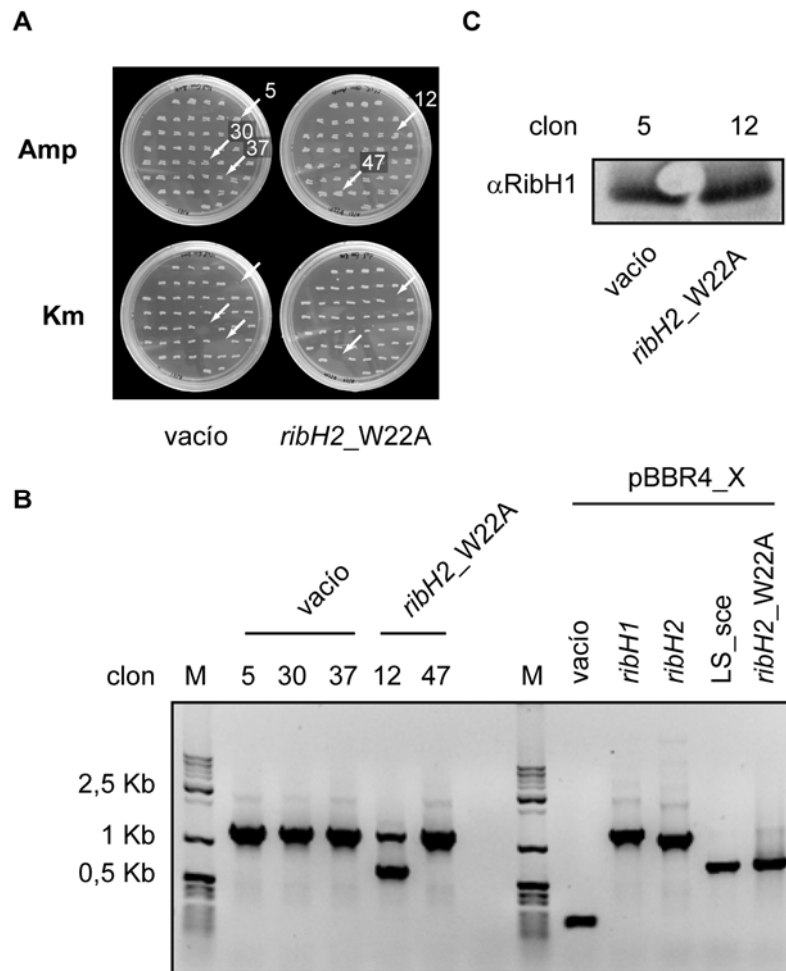 A
Amp
5
30
37
12
47
Km
vacío
ribH2_W22A
C
clon 5 12
αRibH1
vacío
ribH2_W22A
B
vacío
ribH2_W22A
pBBR4_X
vacío
ribH1
ribH2
LS_sce
ribH2_W22A
clon M 5 30 37 12 47 M
2,5 Kb
1 Kb
0,5 Kb